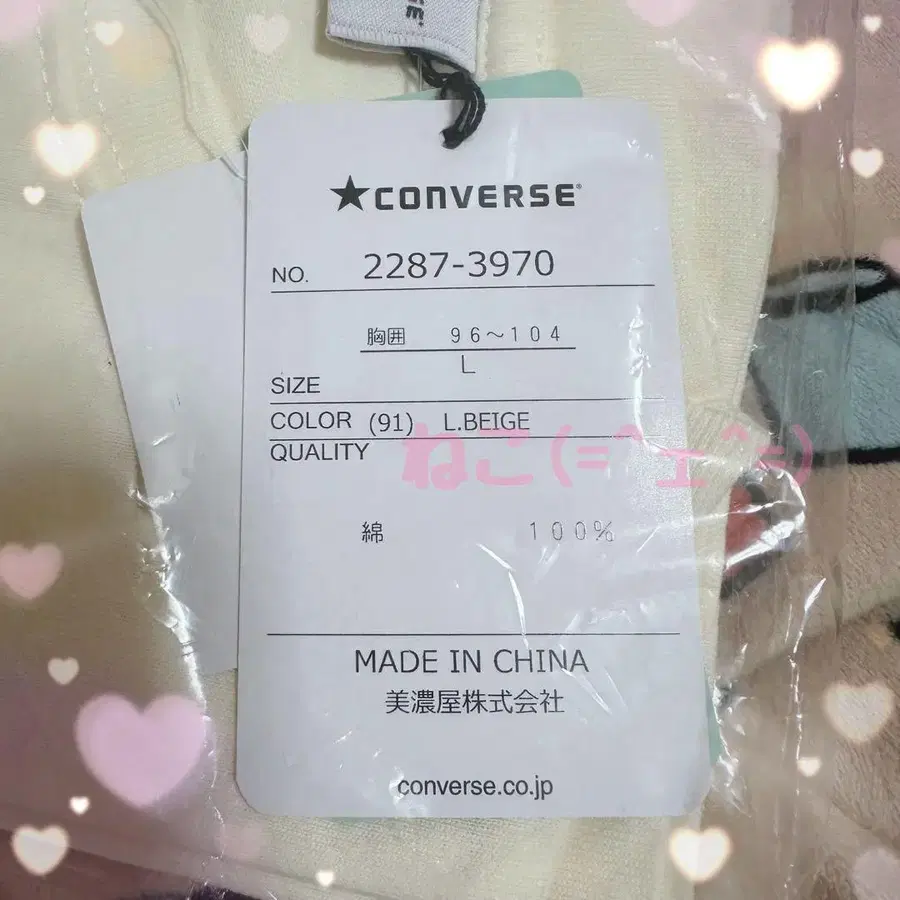 ★CONVERSE®
NO. 2287-3970
胸囲 96～104
L
SIZE
COLOR (91) L.BEIGE
QUALITY
ねこ(=^ェ^=)
綿 100%
MADE IN CHINA
美濃屋株式会社
converse.co.jp